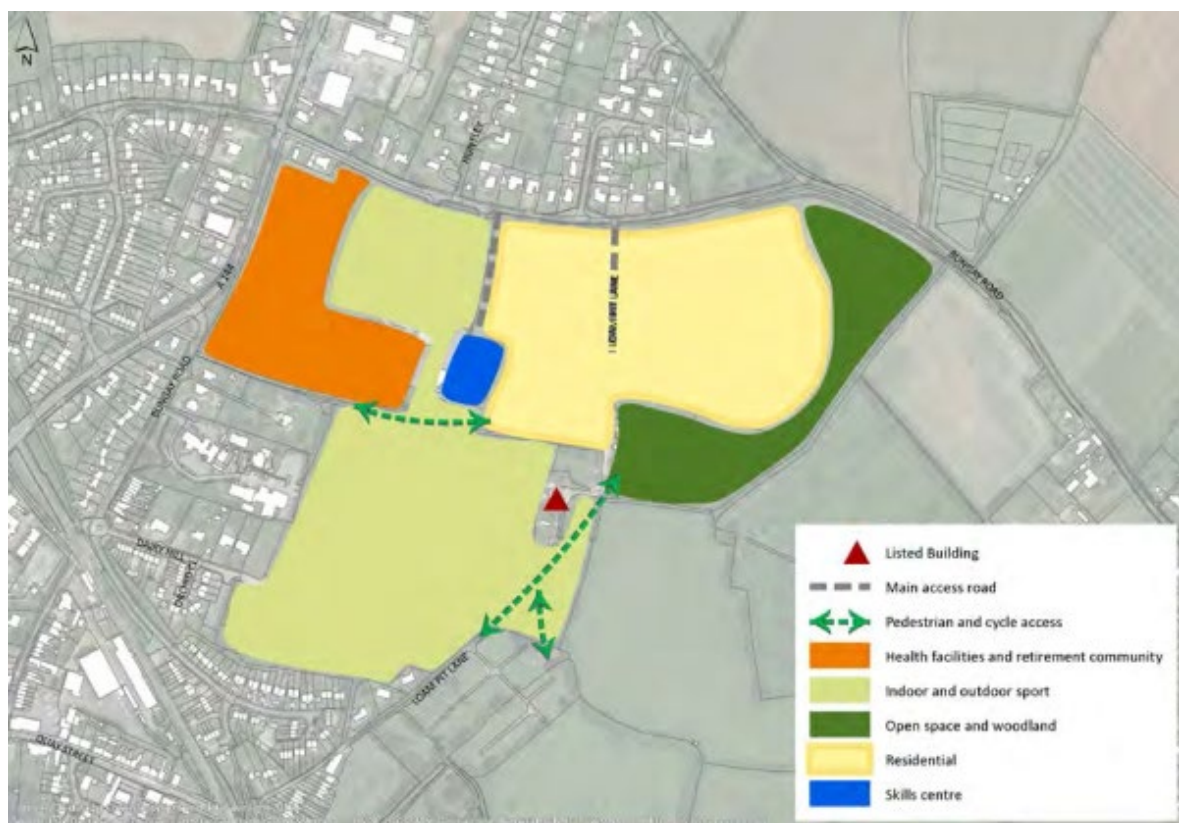 N
A 144
BUNGAY ROAD
BUNGAY ROAD
DAIRY HILL
LOAM PIT LANE
QUAY STREET
Listed Building
Main access road
Pedestrian and cycle access
Health facilities and retirement community
Indoor and outdoor sport
Open space and woodland
Residential
Skills centre